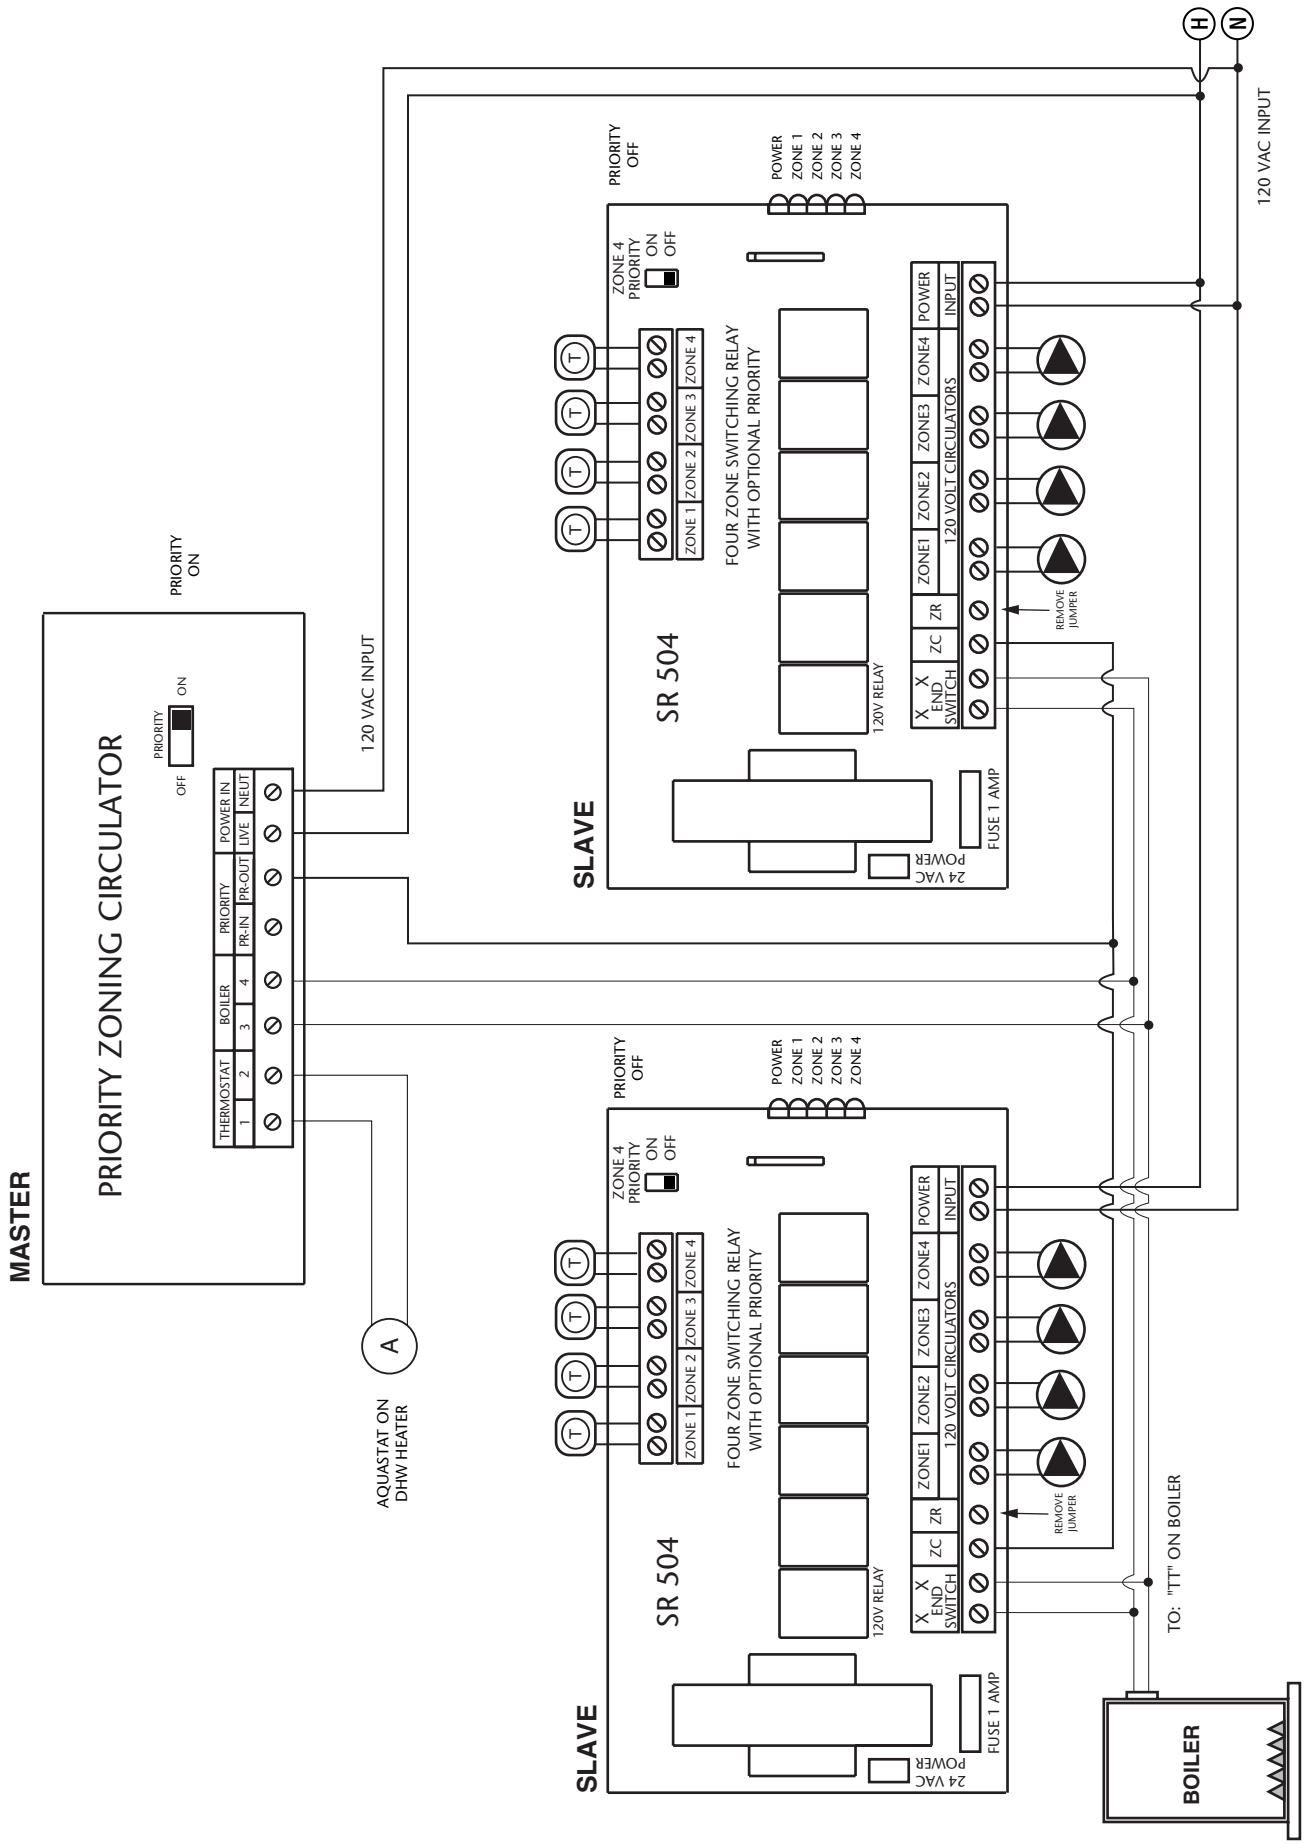 MASTER
PRIORITY ZONING CIRCULATOR
PRIORITY
OFF
ON
PRIORITY
ON
THERMOSTAT
BOILER
PRIORITY
POWER IN
1
2
3
4
PR-IN
PR-OUT
LIVE
NEUT
AQUASTAT ON
DHW HEATER
A
120 VAC INPUT
SLAVE
SR 504
T
T
T
T
ZONE 1
ZONE 2
ZONE 3
ZONE 4
ZONE 4
PRIORITY
ON
OFF
PRIORITY
OFF
FOUR ZONE SWITCHING RELAY
WITH OPTIONAL PRIORITY
POWER
ZONE 1
ZONE 2
ZONE 3
ZONE 4
120V RELAY
24 VAC
POWER
FUSE 1 AMP
X X
END
SWITCH
ZC
ZR
ZONE1
ZONE2
ZONE3
ZONE4
120 VOLT CIRCULATORS
POWER
INPUT
REMOVE
JUMPER
SLAVE
SR 504
T
T
T
T
ZONE 1
ZONE 2
ZONE 3
ZONE 4
ZONE 4
PRIORITY
ON
OFF
PRIORITY
OFF
FOUR ZONE SWITCHING RELAY
WITH OPTIONAL PRIORITY
POWER
ZONE 1
ZONE 2
ZONE 3
ZONE 4
120V RELAY
24 VAC
POWER
FUSE 1 AMP
X X
END
SWITCH
ZC
ZR
ZONE1
ZONE2
ZONE3
ZONE4
120 VOLT CIRCULATORS
POWER
INPUT
REMOVE
JUMPER
H
N
120 VAC INPUT
TO: "TT" ON BOILER
BOILER